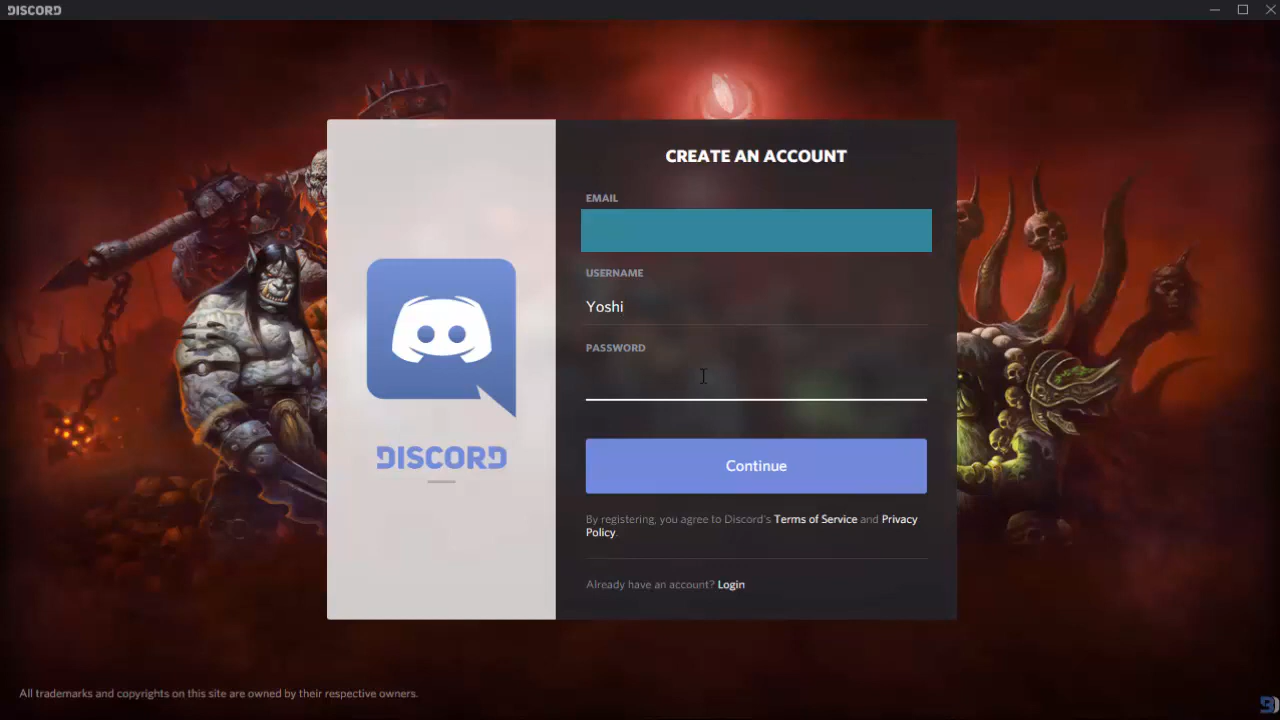 DISCORD
CREATE AN ACCOUNT
EMAIL
USERNAME
Yoshi
PASSWORD
DISCORD
Continue
By registering, you agree to Discord's Terms of Service and Privacy
Policy.
Already have an account? Login
All trademarks and copyrights on this site are owned by their respective owners.